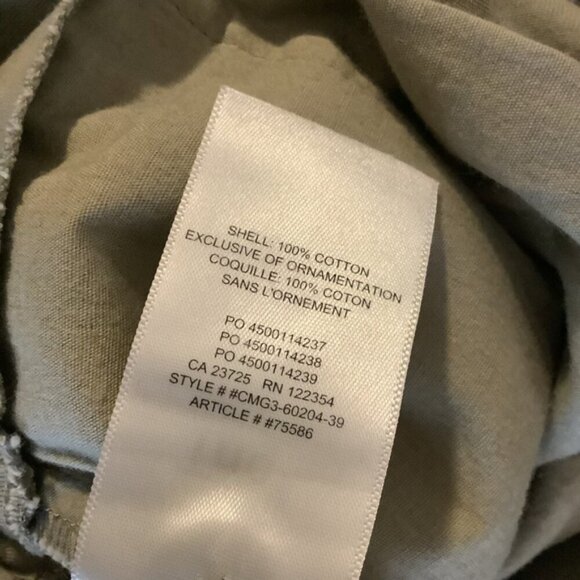 SHELL: 100% COTTON
EXCLUSIVE OF ORNAMENTATION
COQUILLE: 100% COTON
SANS L'ORNEMENT
PO 4500114237
PO 4500114238
PO 4500114239
CA 23725 RN 122354
STYLE # #CMG3-60204-39
ARTICLE # #75586